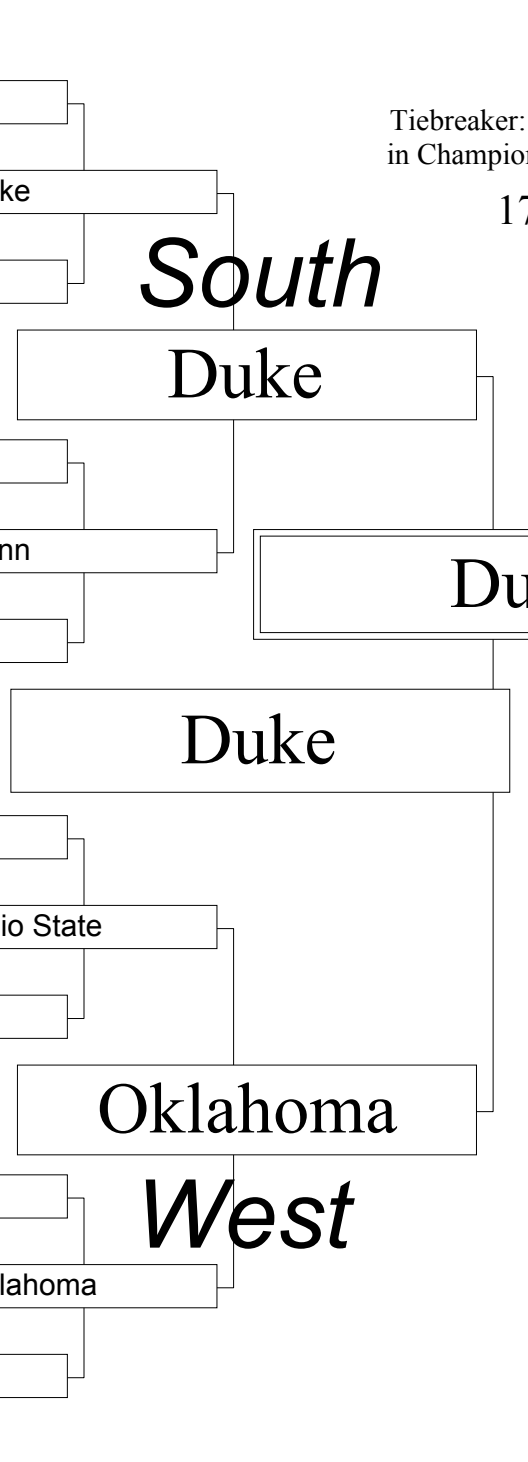 Tiebreaker:
in Champion
17
ke
South
Duke
nn
Du
Duke
io State
Oklahoma
West
lahoma